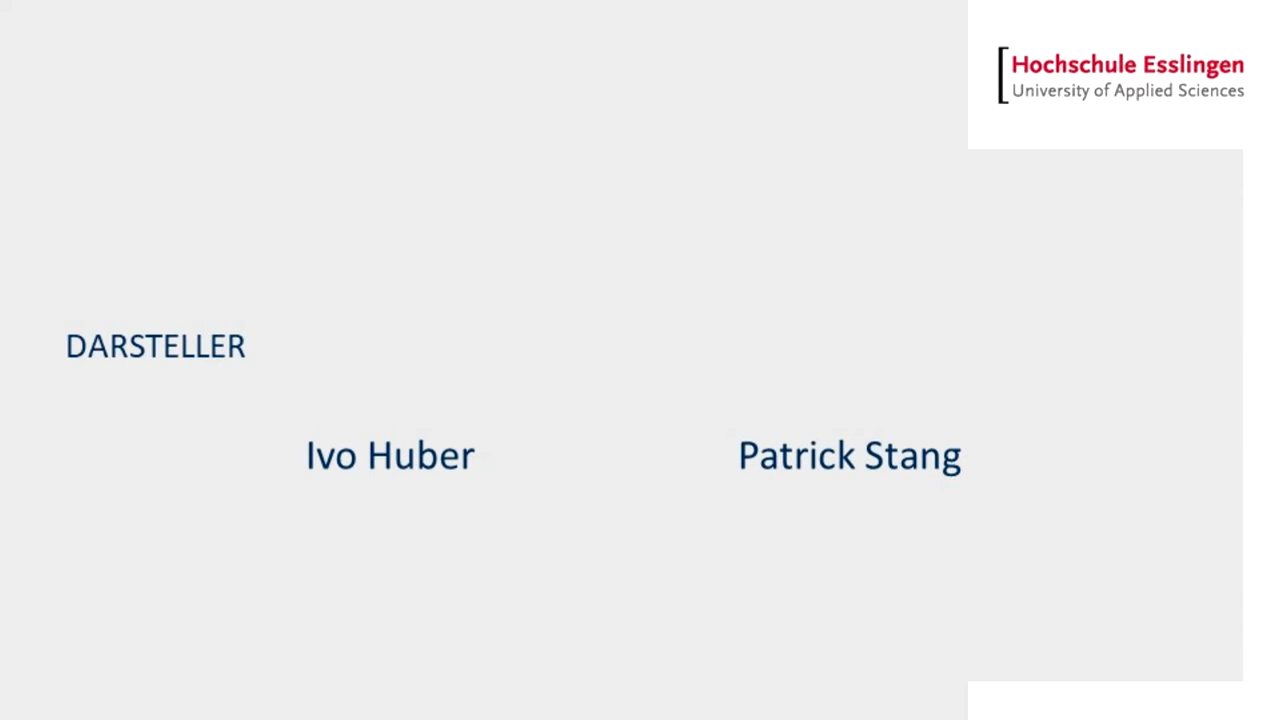 Hochschule Esslingen
University of Applied Sciences
DARSTELLER
Ivo Huber Patrick Stang